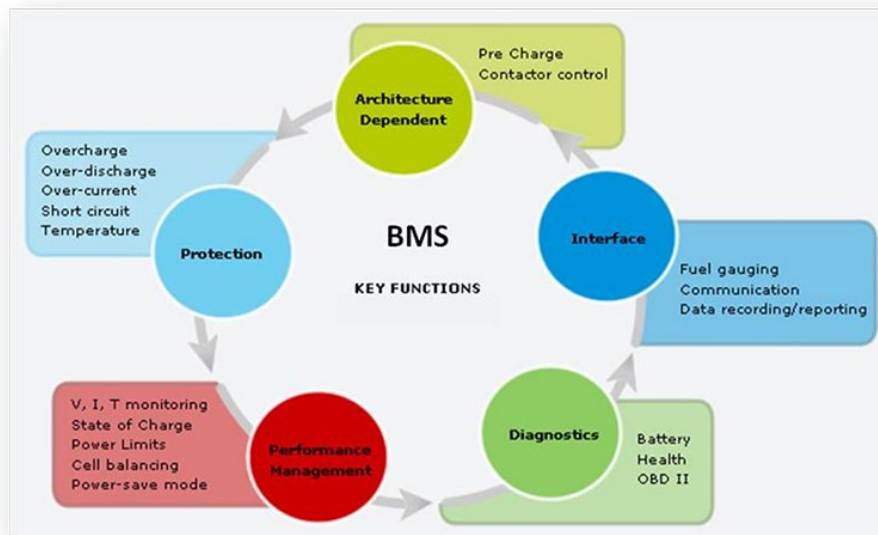 Pre Charge
Contactor control
Architecture
Dependent
Overcharge
Over-discharge
Over-current
Short circuit
Temperature
Protection
BMS
KEY FUNCTIONS
Interface
Fuel gauging
Communication
Data recording/reporting
V, I, T monitoring
State of Charge
Power Limits
Cell balancing
Power-save mode
Performance
Management
Diagnostics
Battery
Health
OBD II